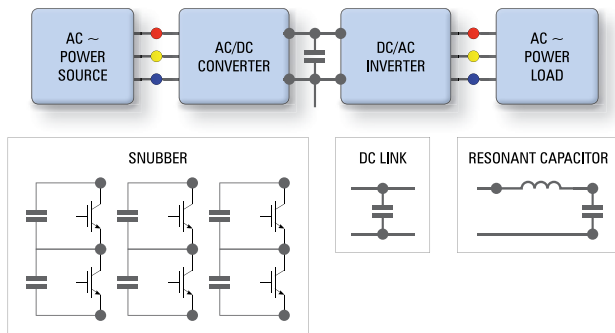 AC ~
POWER
SOURCE
AC/DC
CONVERTER
DC/AC
INVERTER
AC ~
POWER
LOAD
SNUBBER
DC LINK
RESONANT CAPACITOR